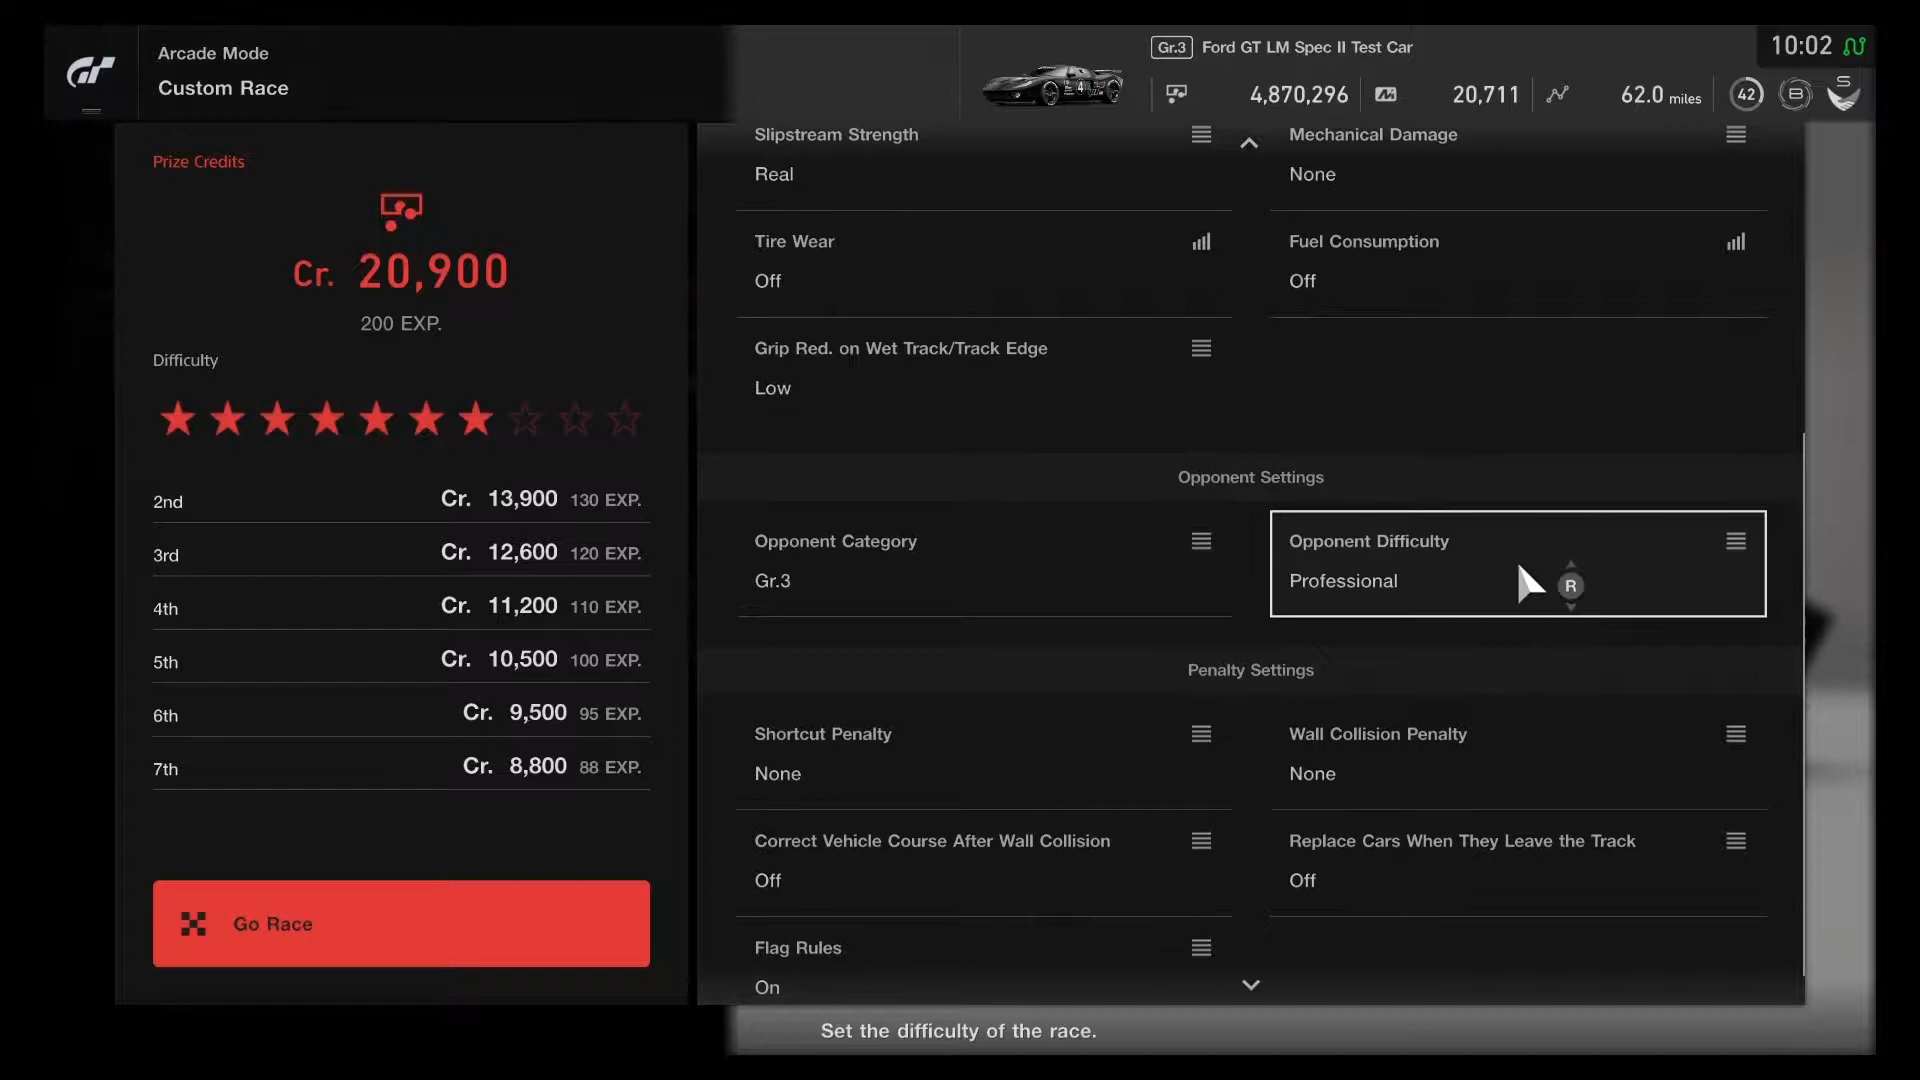 Arcade Mode
Custom Race
Gr.3 Ford GT LM Spec II Test Car
4,870,296
20,711
62.0 miles
42
B
S
10:02
Prize Credits
Cr. 20,900
200 EXP.
Difficulty
2nd Cr. 13,900 130 EXP.
3rd Cr. 12,600 120 EXP.
4th Cr. 11,200 110 EXP.
5th Cr. 10,500 100 EXP.
6th Cr. 9,500 95 EXP.
7th Cr. 8,800 88 EXP.
Go Race
Slipstream Strength
Real
Mechanical Damage
None
Tire Wear
Off
Fuel Consumption
Off
Grip Red. on Wet Track/Track Edge
Low
Opponent Settings
Opponent Category
Gr.3
Opponent Difficulty
Professional
R
Penalty Settings
Shortcut Penalty
None
Wall Collision Penalty
None
Correct Vehicle Course After Wall Collision
Off
Replace Cars When They Leave the Track
Off
Flag Rules
On
Set the difficulty of the race.